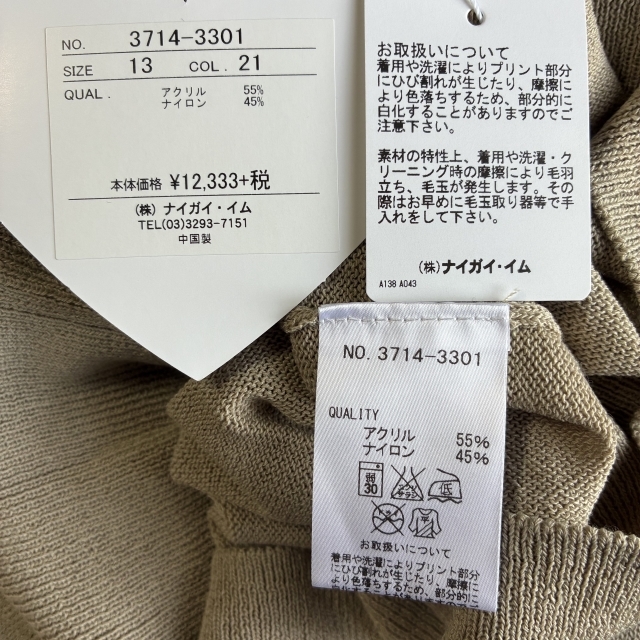 NO. 3714-3301
SIZE 13 COL. 21
QUAL. アクリル 55%
ナイロン 45%
本体価格 ¥12,333+税
(株) ナイガイ・イム
TEL(03)3293-7151
中国製
お取扱いについて
着用や洗濯によりプリント部分
にひび割れが生じたり、摩擦に
より色落ちするため、部分的に
白化することがありますのでご
注意下さい。
素材の特性上、着用や洗濯・ク
リーニング時の摩擦により毛羽
立ち、毛玉が発生します。その
際はお早めに毛玉取り器等で手
入れをして下さい。
(株)ナイガイ・イム
A138 A043
NO. 3714-3301
QUALITY
アクリル 55%
ナイロン 45%
弱 30 低
平
お取扱いについて
着用や洗濯によりプリント部分
にひび割れが生じたり、摩擦に
より色落ちするため、部分的